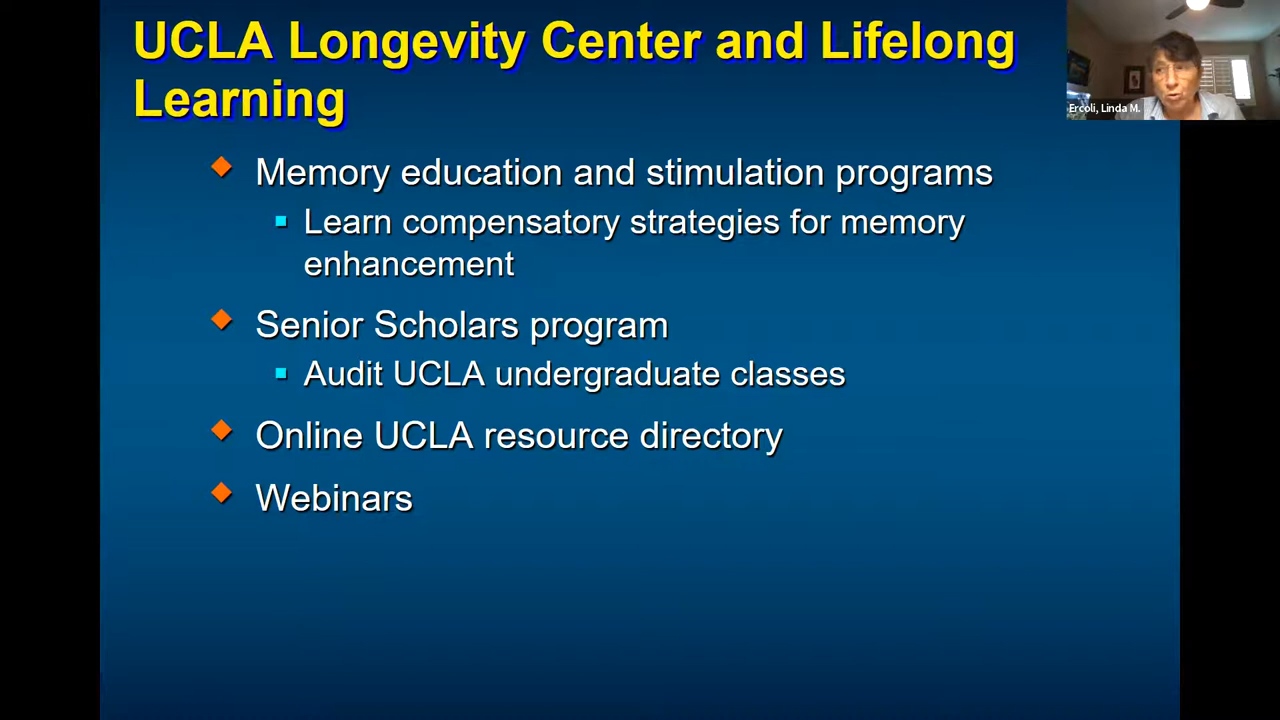 UCLA Longevity Center and Lifelong
Learning
Ercoli, Linda M.
Memory education and stimulation programs
Learn compensatory strategies for memory
enhancement
Senior Scholars program
Audit UCLA undergraduate classes
Online UCLA resource directory
Webinars